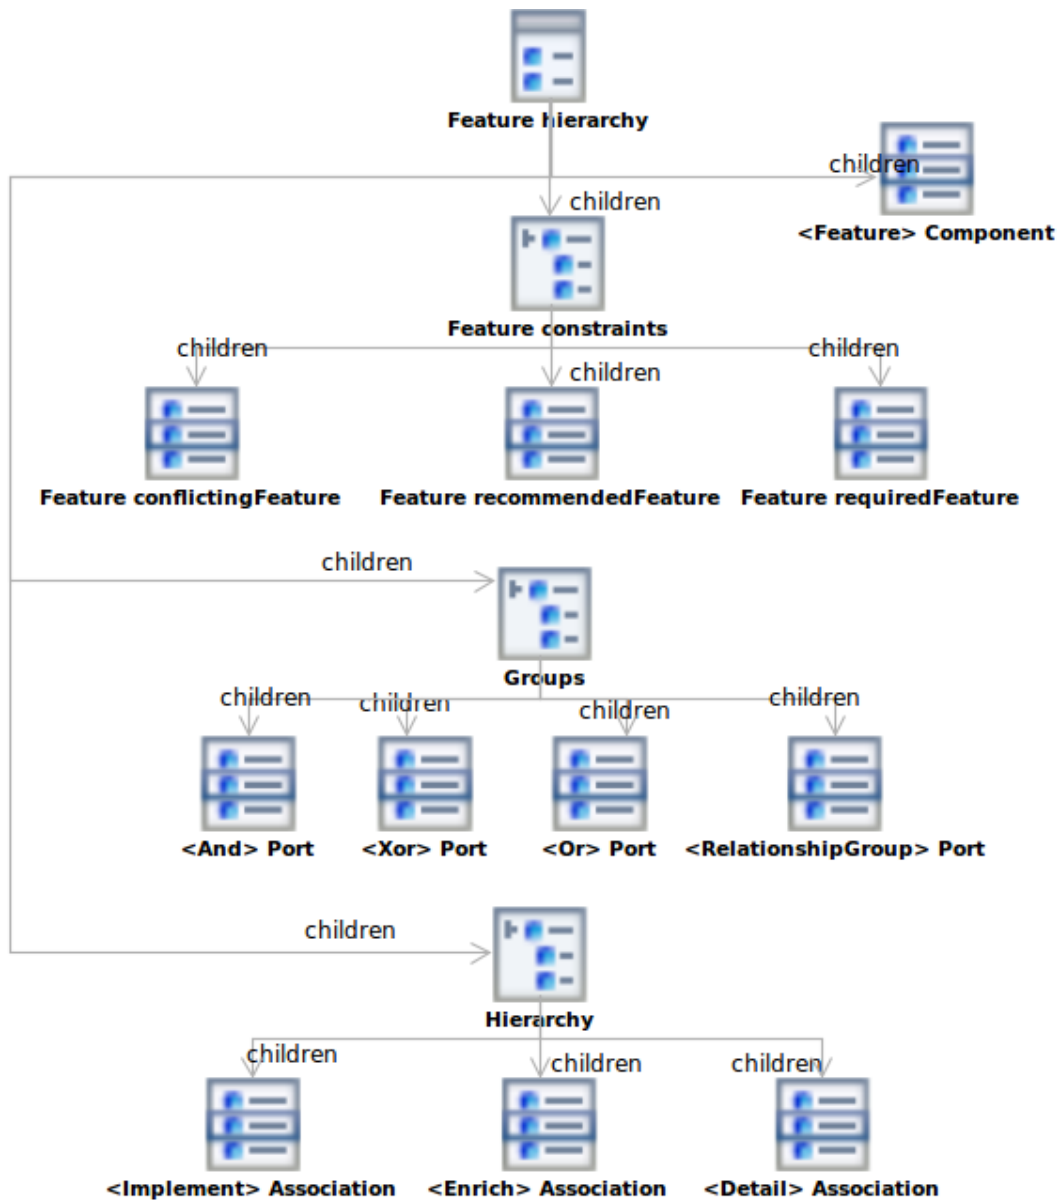 Feature hierarchy
children
<Feature> Component
children
Feature constraints
children
children
children
Feature conflictingFeature
Feature recommendedFeature
Feature requiredFeature
children
Groups
children
children
children
children
<And> Port
<Xor> Port
<Or> Port
<RelationshipGroup> Port
children
Hierarchy
children
children
children
<Implement> Association
<Enrich> Association
<Detail> Association